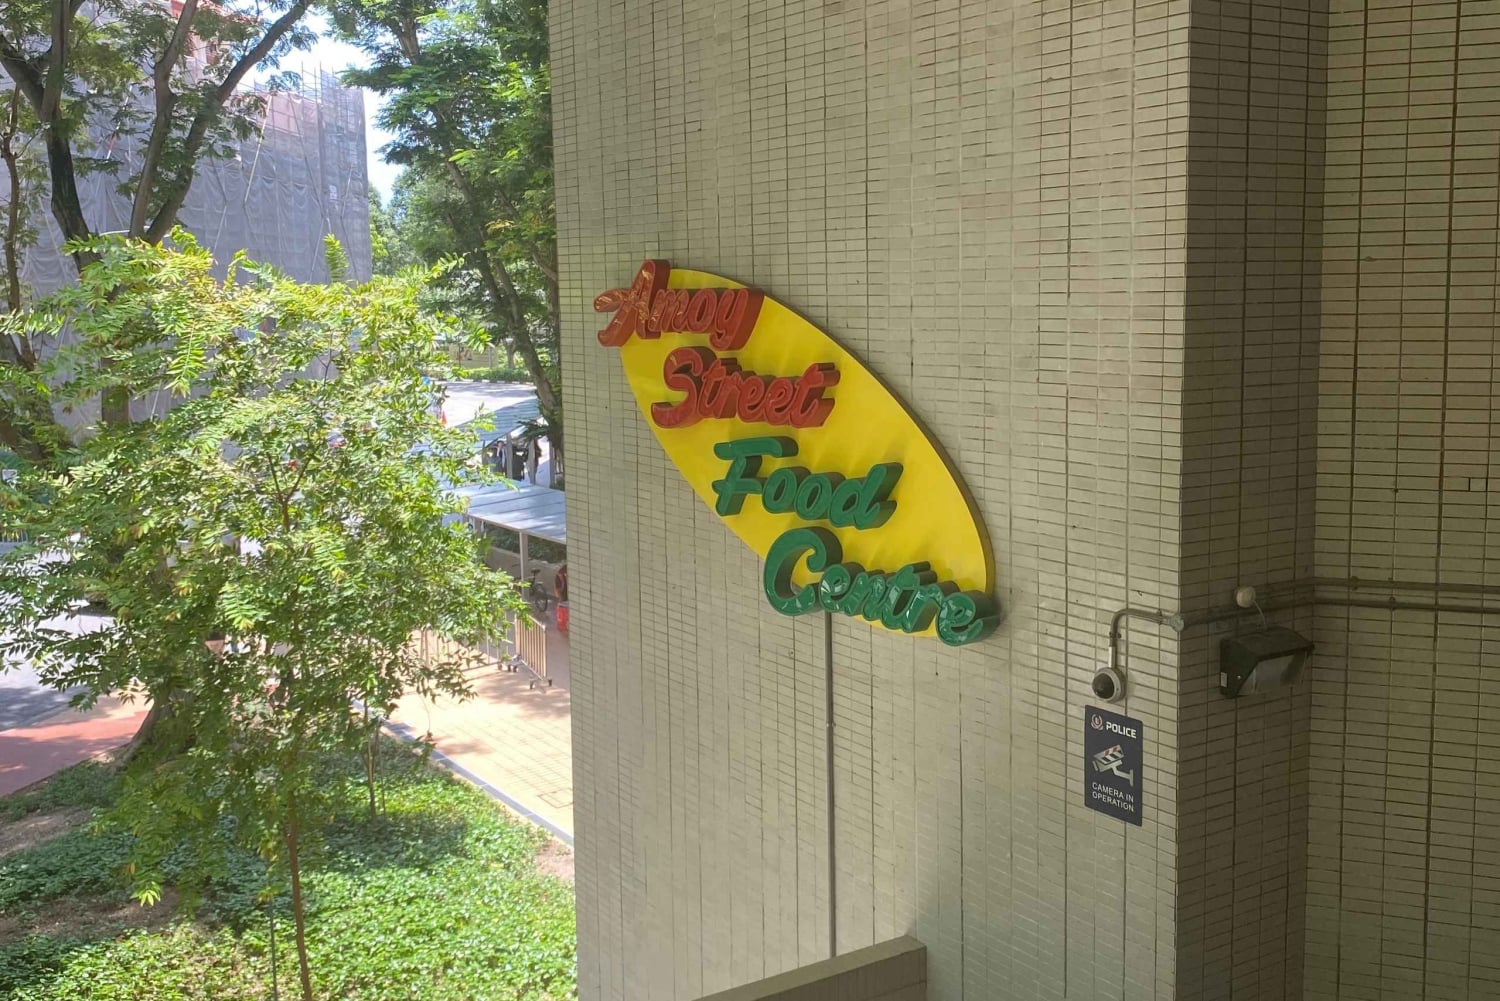 Amoy
Street
Food
Centre
POLICE
CAMERA IN
OPERATION